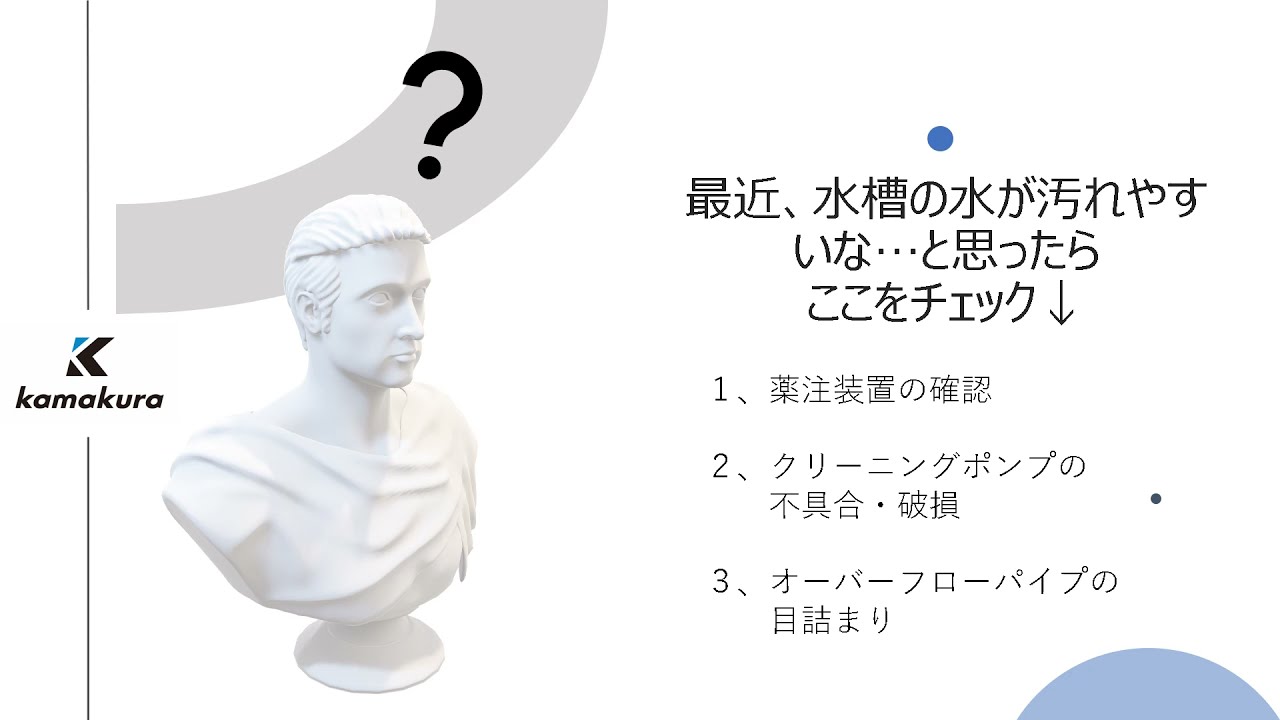 ?
kamakura
最近、水槽の水が汚れやす
いな…と思ったら
ここをチェック↓
１、薬注装置の確認
２、クリーニングポンプの
不具合・破損
３、オーバーフローパイプの
目詰まり